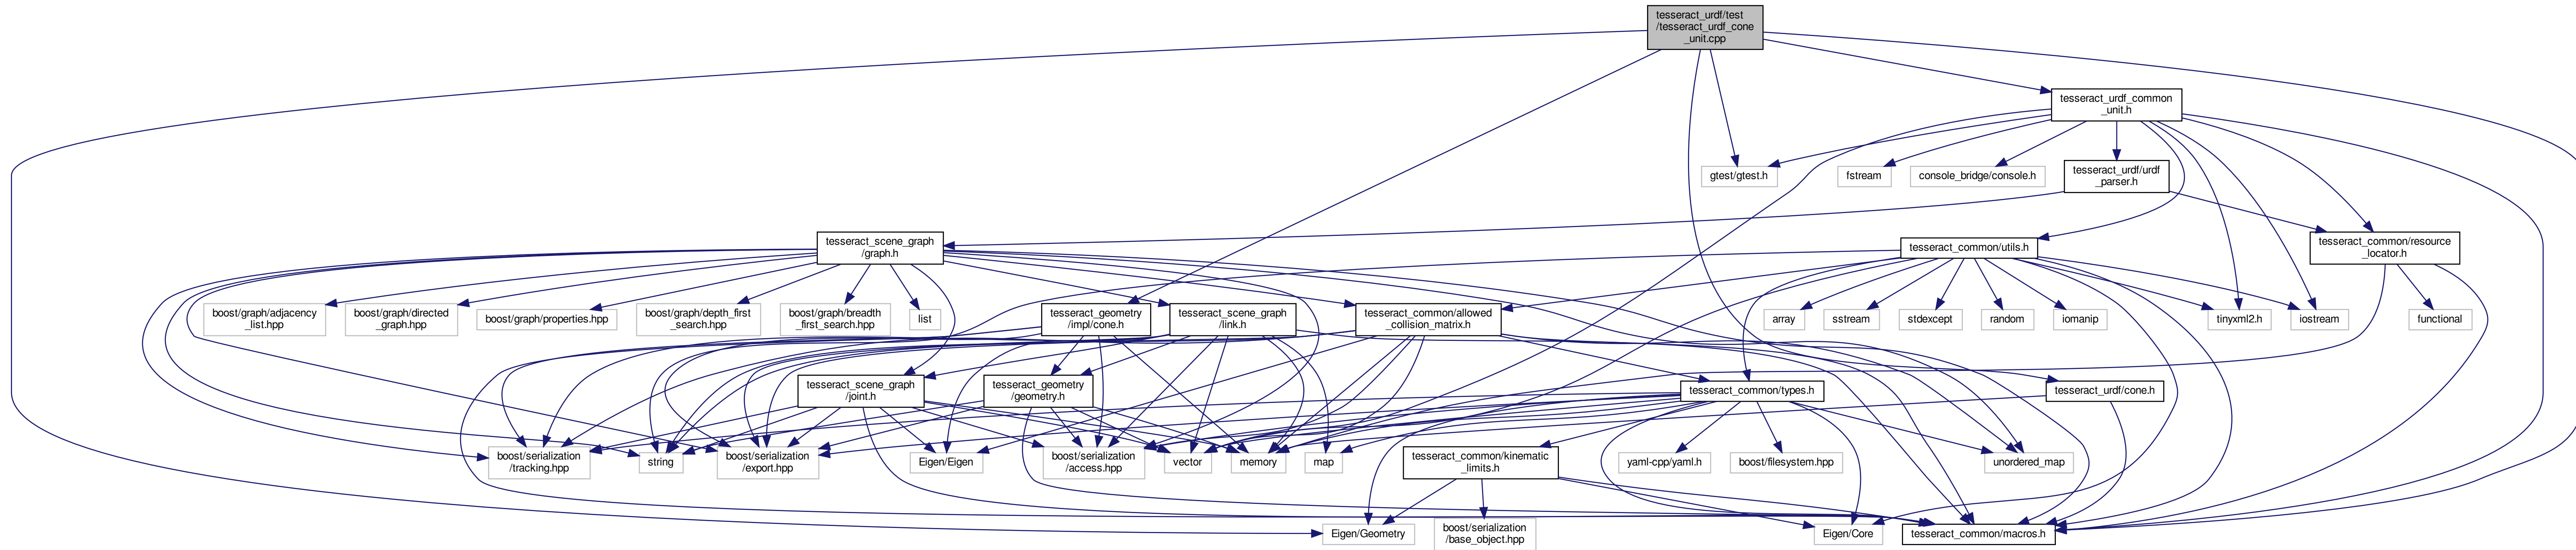 tesseract_urdf/test
/tesseract_urdf_cone
_unit.cpp
tesseract_urdf_common
_unit.h
gtest/gtest.h
fstream
console_bridge/console.h
tesseract_urdf/urdf
_parser.h
tesseract_scene_graph
/graph.h
tesseract_common/utils.h
tesseract_common/resource
_locator.h
boost/graph/adjacency
_list.hpp
boost/graph/directed
_graph.hpp
boost/graph/properties.hpp
boost/graph/depth_first
_search.hpp
boost/graph/breadth
_first_search.hpp
list
tesseract_geometry
/impl/cone.h
tesseract_scene_graph
/link.h
tesseract_common/allowed
_collision_matrix.h
array
sstream
stdexcept
random
iomanip
tinyxml2.h
iostream
functional
tesseract_scene_graph
/joint.h
tesseract_geometry
/geometry.h
tesseract_common/types.h
tesseract_urdf/cone.h
boost/serialization
/tracking.hpp
string
boost/serialization
/export.hpp
Eigen/Eigen
boost/serialization
/access.hpp
vector
memory
map
tesseract_common/kinematic
_limits.h
yaml-cpp/yaml.h
boost/filesystem.hpp
unordered_map
Eigen/Geometry
boost/serialization
/base_object.hpp
Eigen/Core
tesseract_common/macros.h